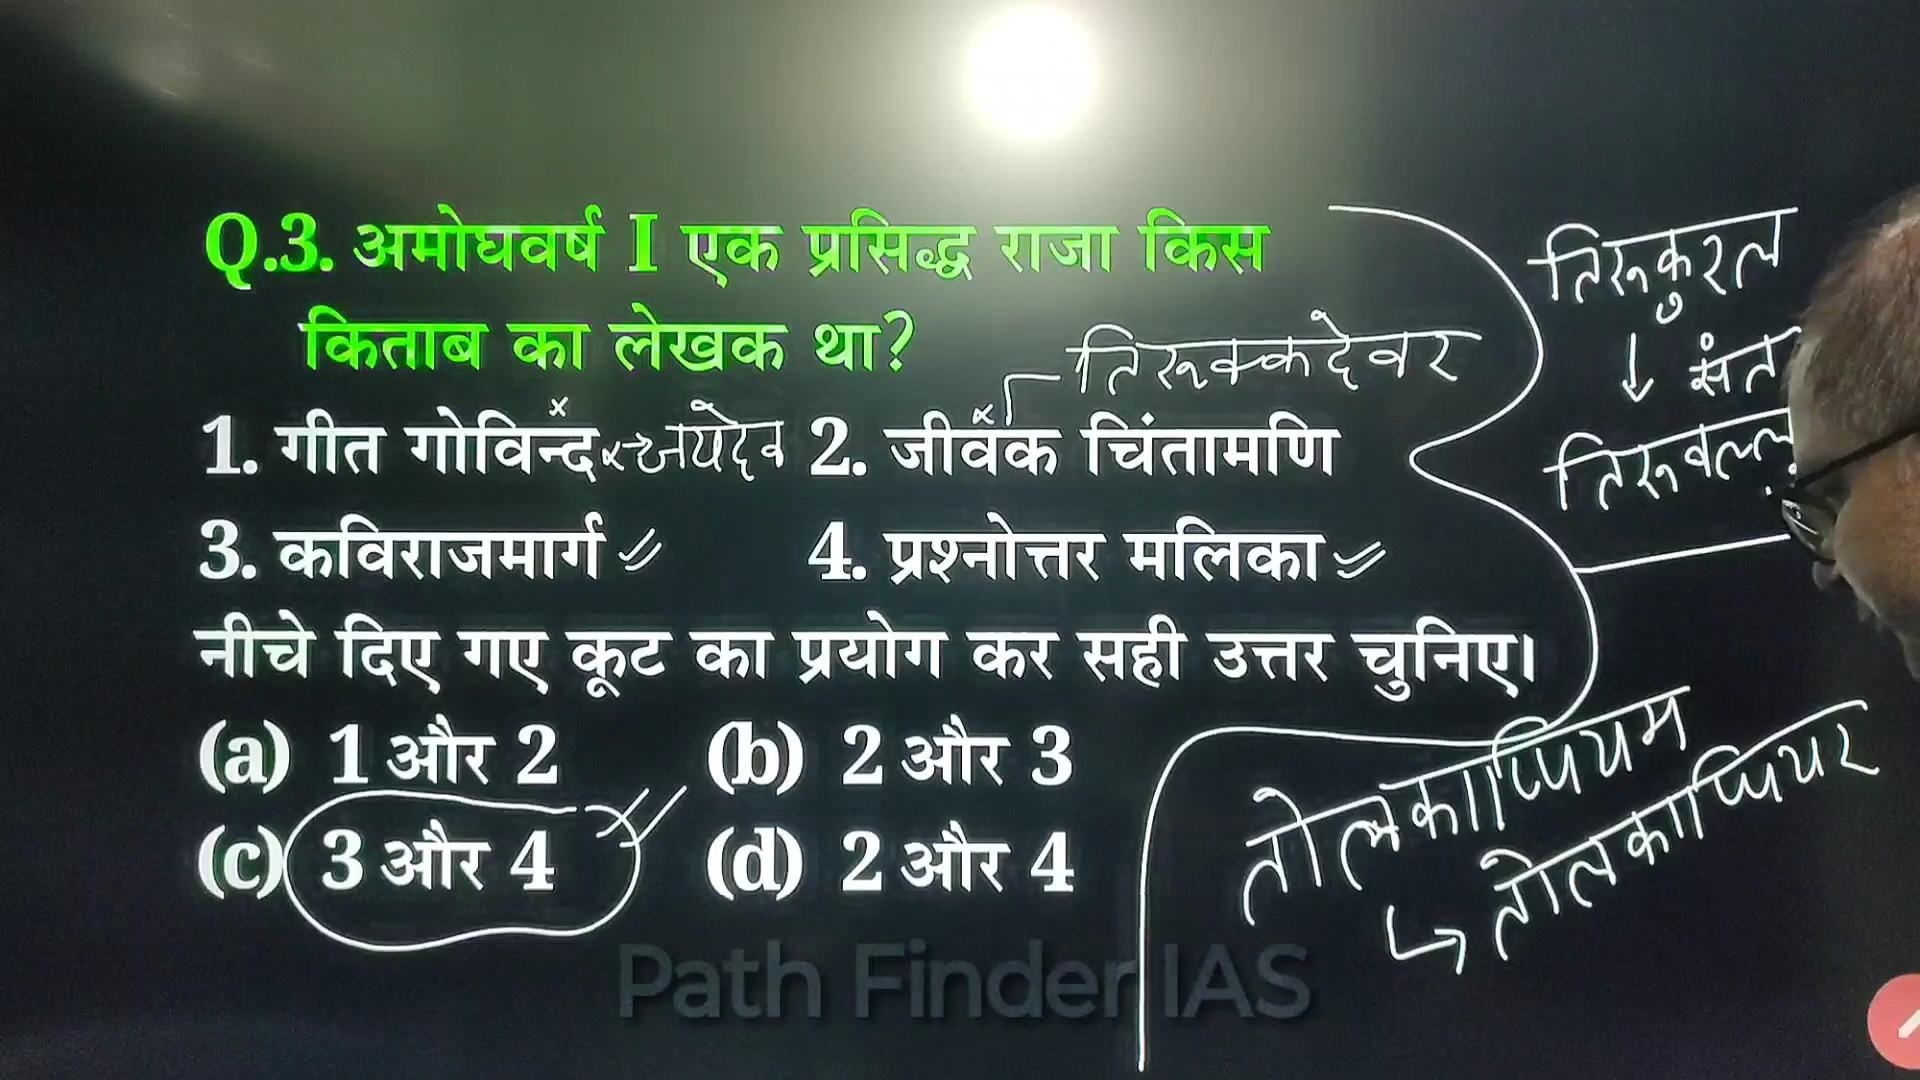 Q.3. अमोघवर्ष I एक प्रसिद्ध राजा किस
किताब का लेखक था?
तिरूक्कदेवर
1. गीत गोविन्द → जयदेव 2. जीवक चिंतामणि
3. कविराजमार्ग 4. प्रश्नोत्तर मलिका
नीचे दिए गए कूट का प्रयोग कर सही उत्तर चुनिए।
(a) 1 और 2 (b) 2 और 3
(c) 3 और 4 (d) 2 और 4
तिरूकुरल
↓ संत
तोलकाप्पियम
↳ तोलकाप्पियर
Path Finder IAS